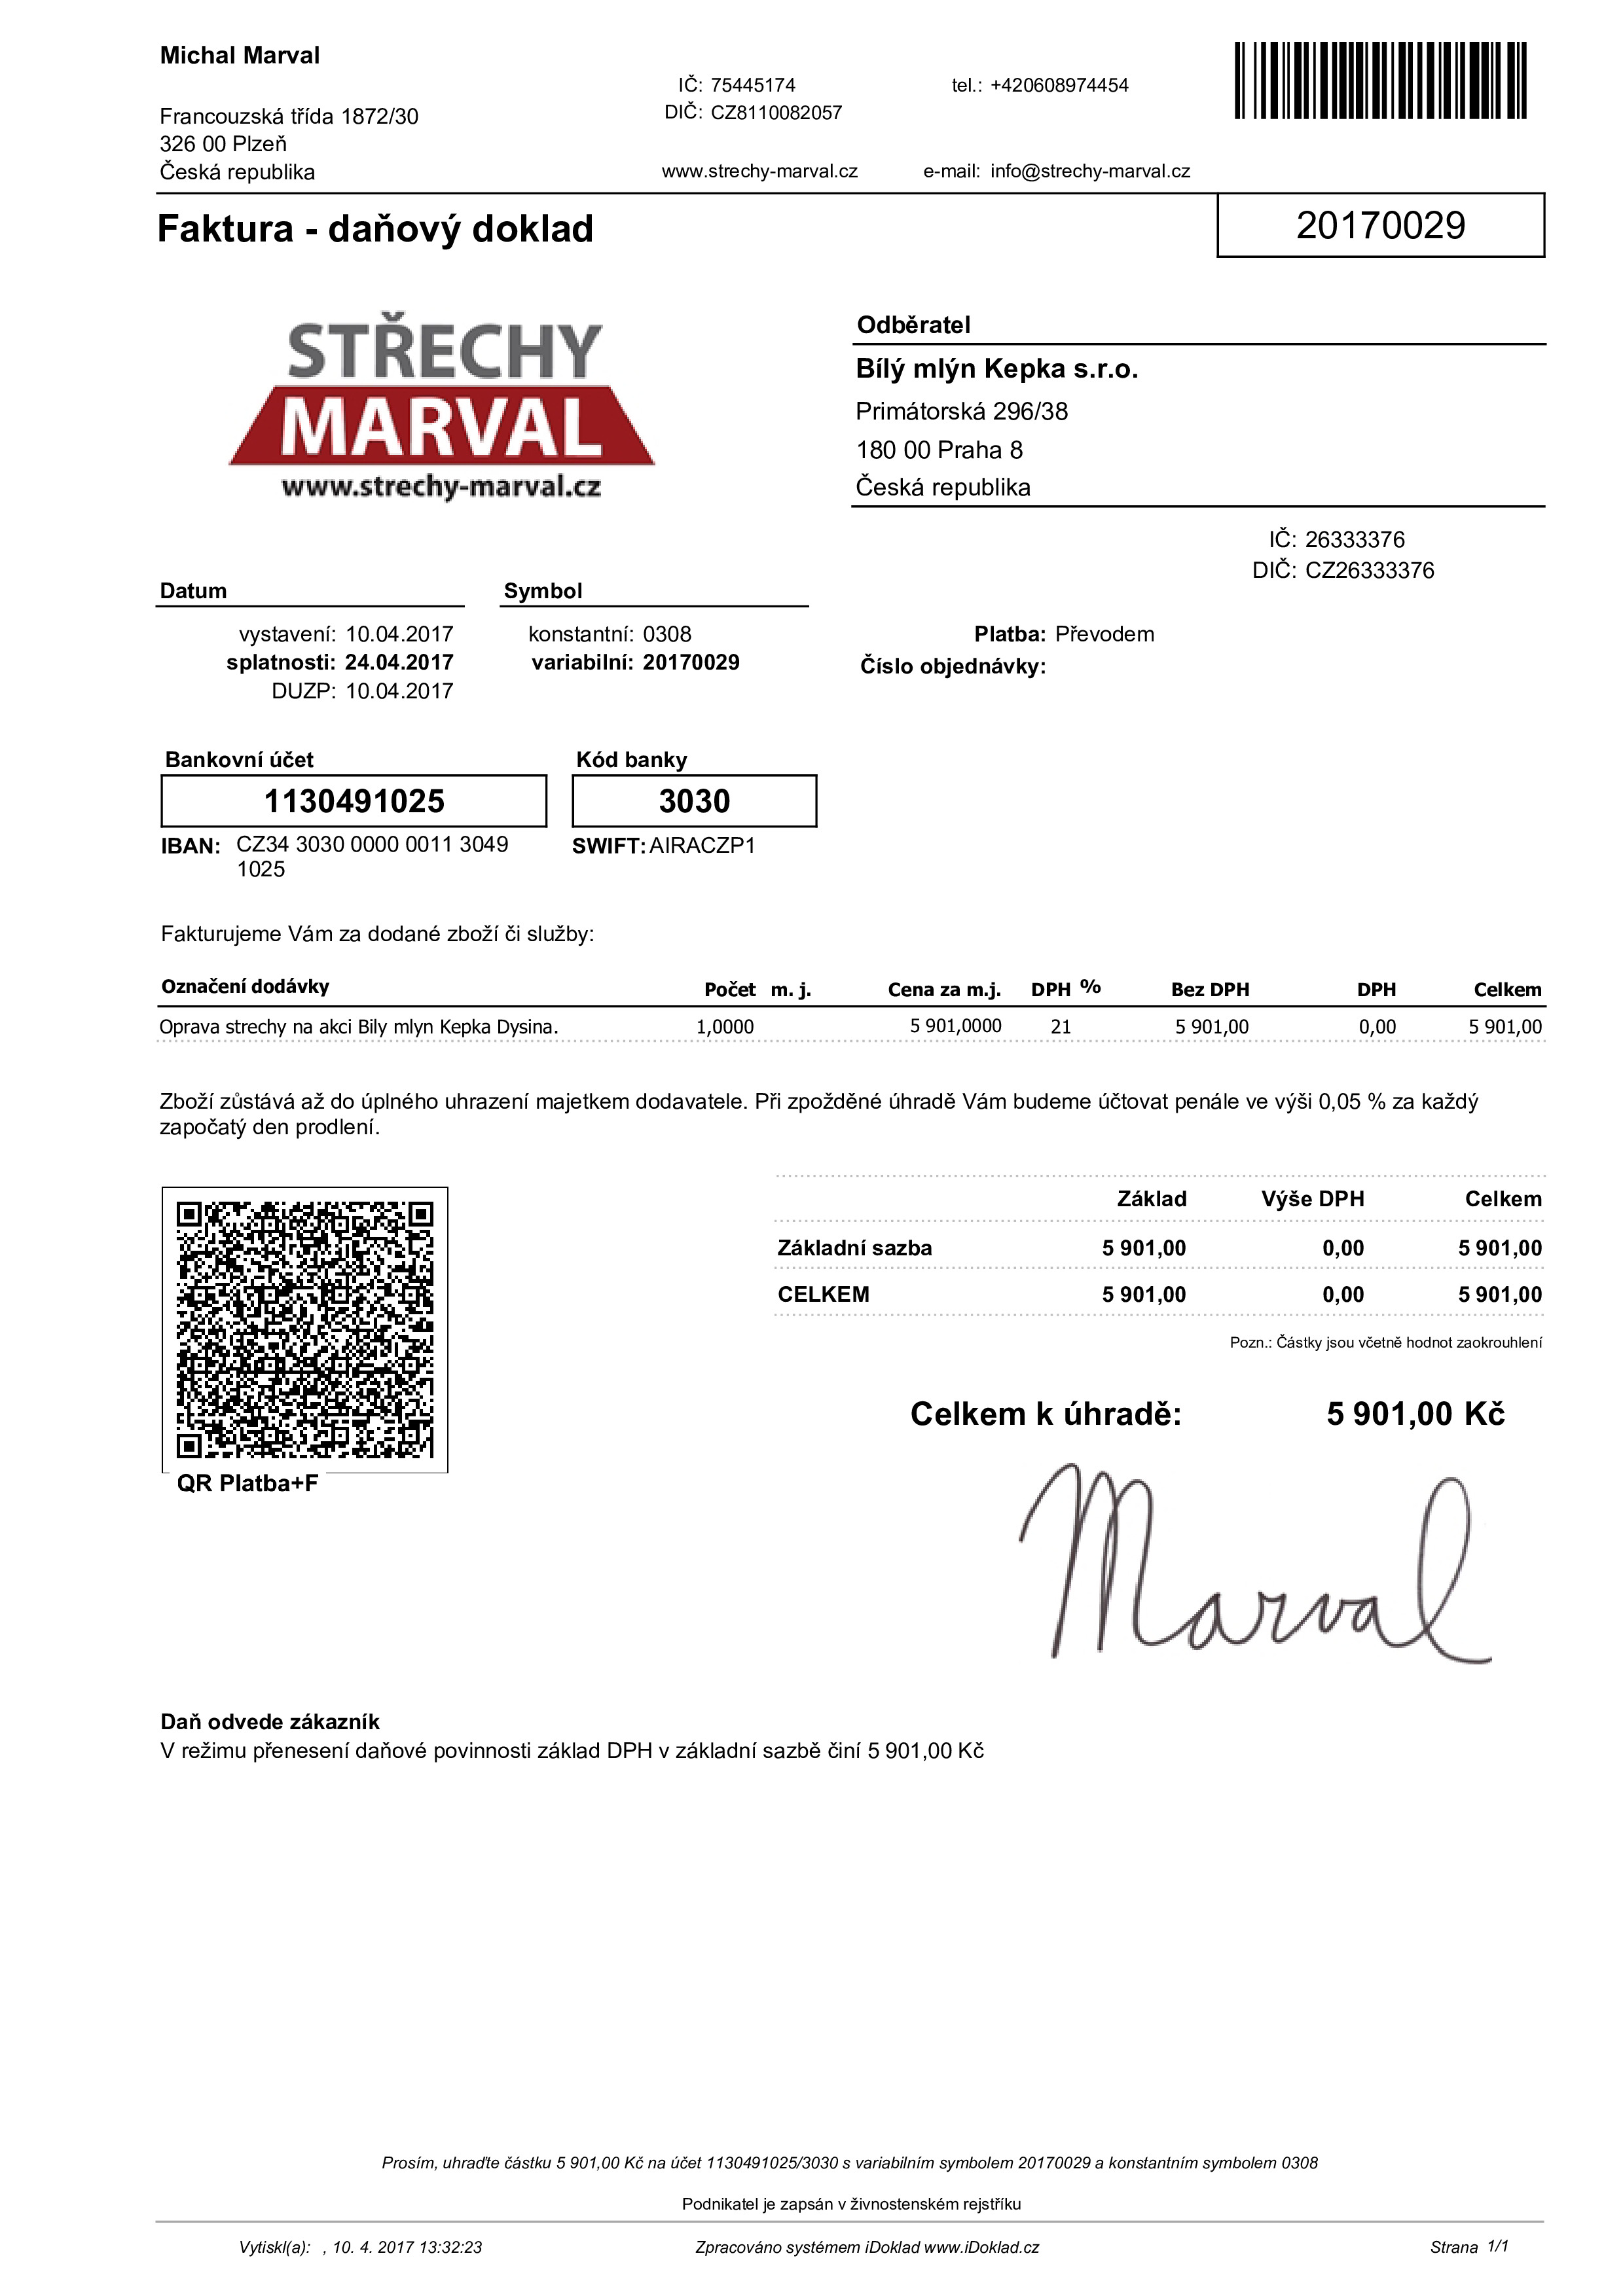 Michal Marval
IČ: 75445174
tel.: +420608974454
DIČ: CZ8110082057
Francouzská třída 1872/30
326 00 Plzeň
Česká republika
www.strechy-marval.cz
e-mail: info@strechy-marval.cz
Faktura - daňový doklad
20170029
STŘECHY
MARVAL
www.strechy-marval.cz
Odběratel
Bílý mlýn Kepka s.r.o.
Primátorská 296/38
180 00 Praha 8
Česká republika
IČ: 26333376
DIČ: CZ26333376
Datum
vystavení: 10.04.2017
splatnosti: 24.04.2017
DUZP: 10.04.2017
Symbol
konstantní: 0308
variabilní: 20170029
Platba: Převodem
Číslo objednávky:
Bankovní účet
1130491025
IBAN: CZ34 3030 0000 0011 3049
1025
Kód banky
3030
SWIFT: AIRACZP1
Fakturujeme Vám za dodané zboží či služby:
Označení dodávky Počet m. j. Cena za m.j. DPH % Bez DPH DPH Celkem
Oprava strechy na akci Bily mlyn Kepka Dysina. 1,0000 5 901,0000 21 5 901,00 0,00 5 901,00
Zboží zůstává až do úplného uhrazení majetkem dodavatele. Při zpožděné úhradě Vám budeme účtovat penále ve výši 0,05 % za každý
započatý den prodlení.
Základ Výše DPH Celkem
Základní sazba 5 901,00 0,00 5 901,00
CELKEM 5 901,00 0,00 5 901,00
Pozn.: Částky jsou včetně hodnot zaokrouhlení
QR Platba+F
Celkem k úhradě: 5 901,00 Kč
Marval
Daň odvede zákazník
V režimu přenesení daňové povinnosti základ DPH v základní sazbě činí 5 901,00 Kč
Prosím, uhraďte částku 5 901,00 Kč na účet 1130491025/3030 s variabilním symbolem 20170029 a konstantním symbolem 0308
Podnikatel je zapsán v živnostenském rejstříku
Vytiskl(a): , 10. 4. 2017 13:32:23
Zpracováno systémem iDoklad www.iDoklad.cz
Strana 1/1